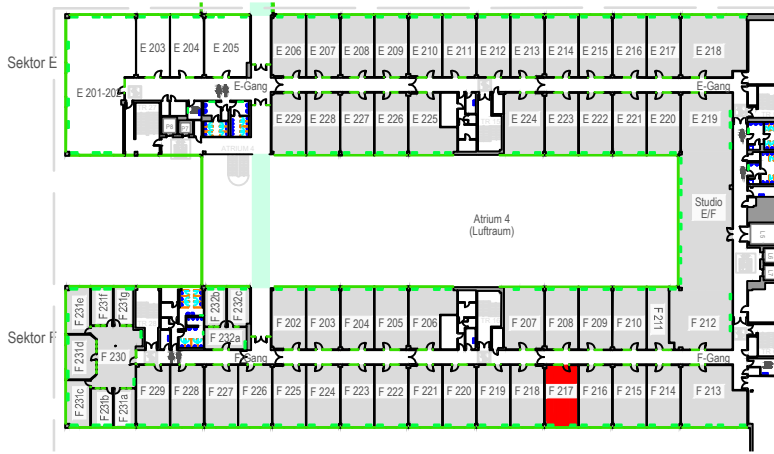 Sektor E
E 203
E 204
E 205
E 206
E 207
E 208
E 209
E 210
E 211
E 212
E 213
E 214
E 215
E 216
E 217
E 218
E 201-202
E-Gang
E-Gang
E 229
E 228
E 227
E 226
E 225
E 224
E 223
E 222
E 221
E 220
E 219
ATRIUM 4
Atrium 4
(Luftraum)
Studio
E/F
L5
Sektor F
F 231e
F 231f
F 231g
F 232b
F 232c
F 202
F 203
F 204
F 205
F 206
F 207
F 208
F 209
F 210
F 211
F 212
F 231d
F 230
F 232a
F-Gang
F-Gang
F 231c
F 231b
F 231a
F 229
F 228
F 227
F 226
F 225
F 224
F 223
F 222
F 221
F 220
F 219
F 218
F 217
F 216
F 215
F 214
F 213